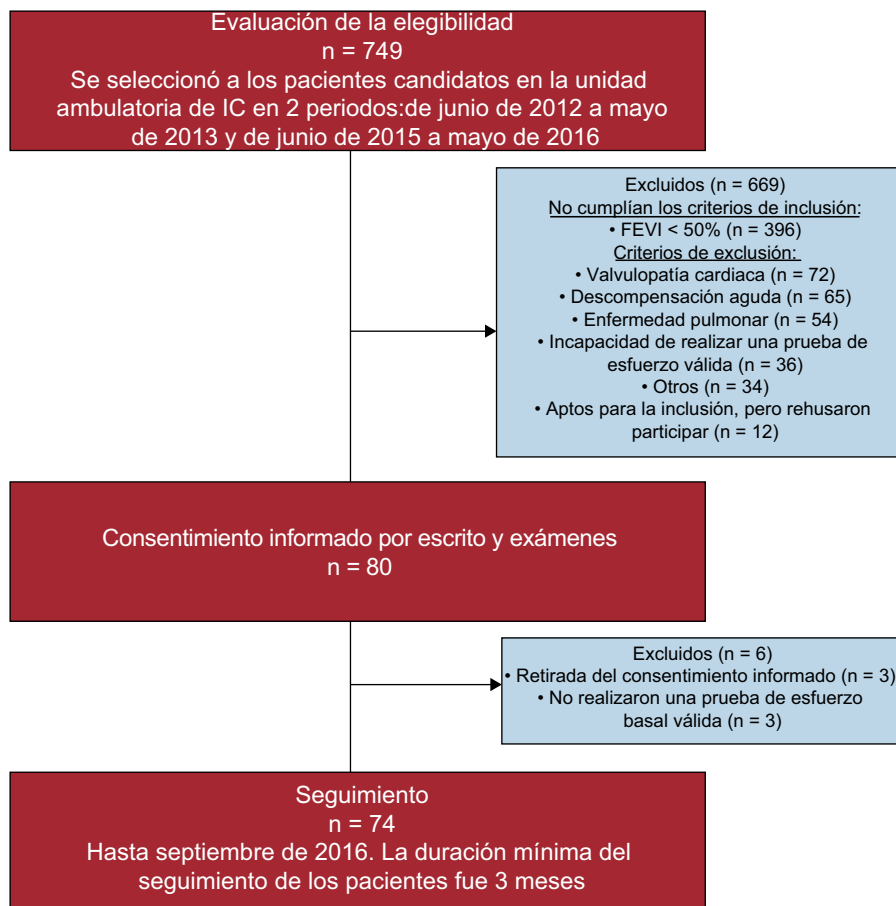 Evaluación de la elegibilidad
n = 749
Se seleccionó a los pacientes candidatos en la unidad
ambulatoria de IC en 2 periodos:de junio de 2012 a mayo
de 2013 y de junio de 2015 a mayo de 2016
Excluidos (n = 669)
No cumplían los criterios de inclusión:
• FEVI < 50% (n = 396)
Criterios de exclusión:
• Valvulopatía cardiaca (n = 72)
• Descompensación aguda (n = 65)
• Enfermedad pulmonar (n = 54)
• Incapacidad de realizar una prueba de
esfuerzo válida (n = 36)
• Otros (n = 34)
• Aptos para la inclusión, pero rehusaron
participar (n = 12)
Consentimiento informado por escrito y exámenes
n = 80
Excluidos (n = 6)
• Retirada del consentimiento informado (n = 3)
• No realizaron una prueba de esfuerzo
basal válida (n = 3)
Seguimiento
n = 74
Hasta septiembre de 2016. La duración mínima del
seguimiento de los pacientes fue 3 meses